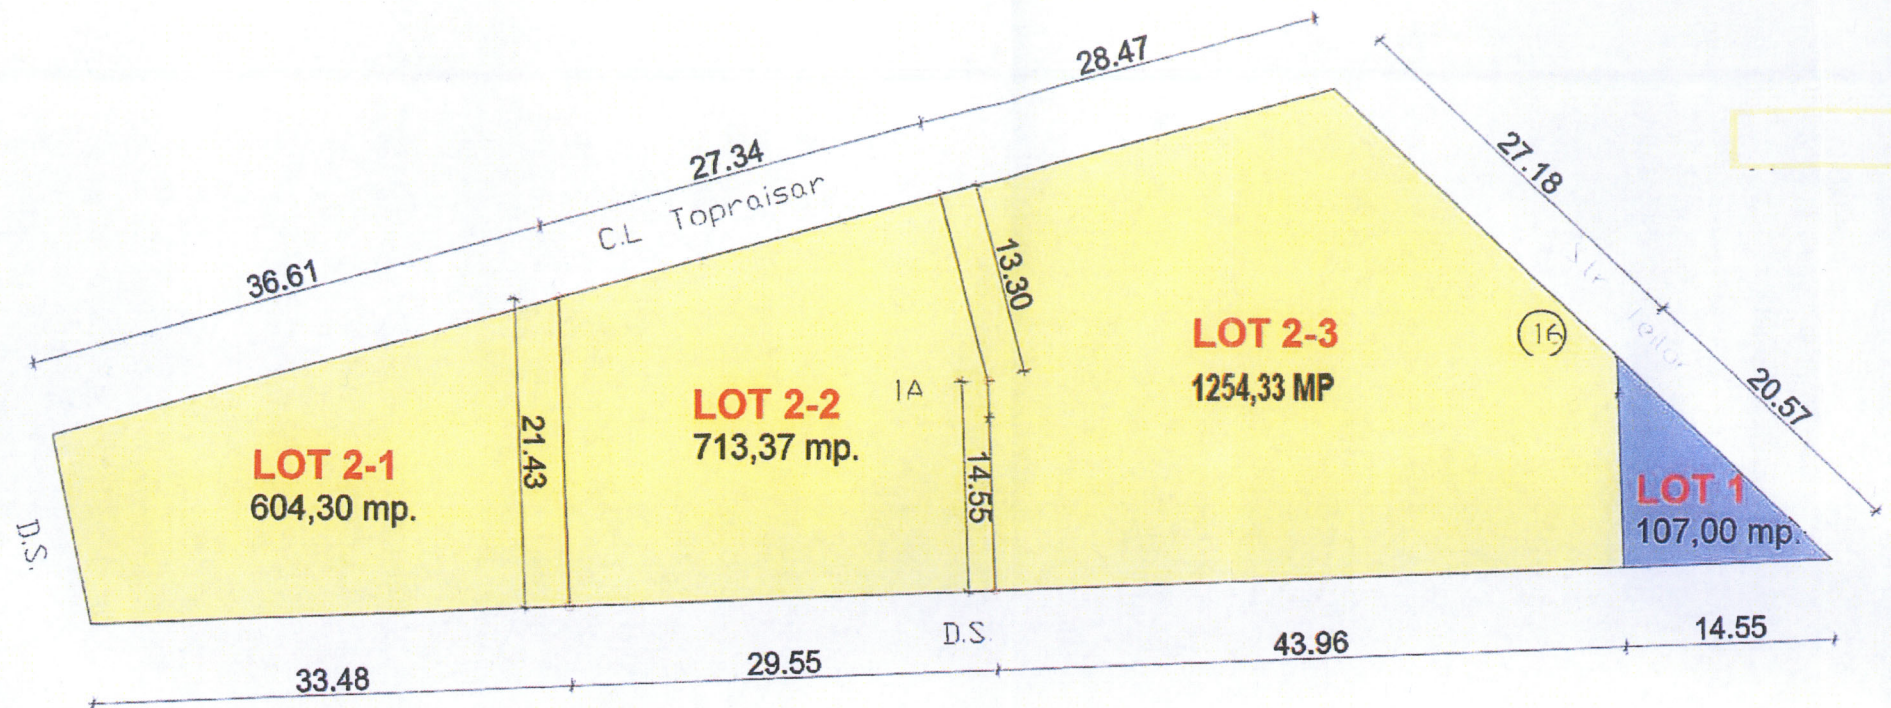 28.47
27.34
36.61
C.L Topraisar
27.18
20.57
13.30
LOT 2-3
1254,33 MP
16
1A
LOT 2-2
713,37 mp.
21.43
14.55
LOT 2-1
604,30 mp.
LOT 1
107,00 mp.
D.S.
D.S.
33.48
29.55
43.96
14.55